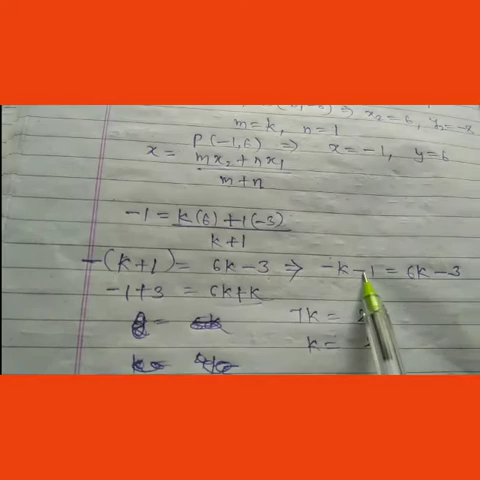 ⇒ x₂ = 6, y₂ = -8
m = k, n = 1
P(-1,6) ⇒ x = -1, y = 6
x = mx₂ + nx₁ / m + n
-1 = k(6) + 1(-3) / k + 1
-(k+1) = 6k - 3 ⇒ -k - 1 = 6k - 3
-1 + 3 = 6k + k
7k =
k =